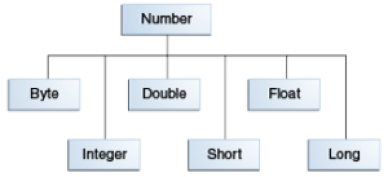 Number
Byte Double Float
Integer Short Long